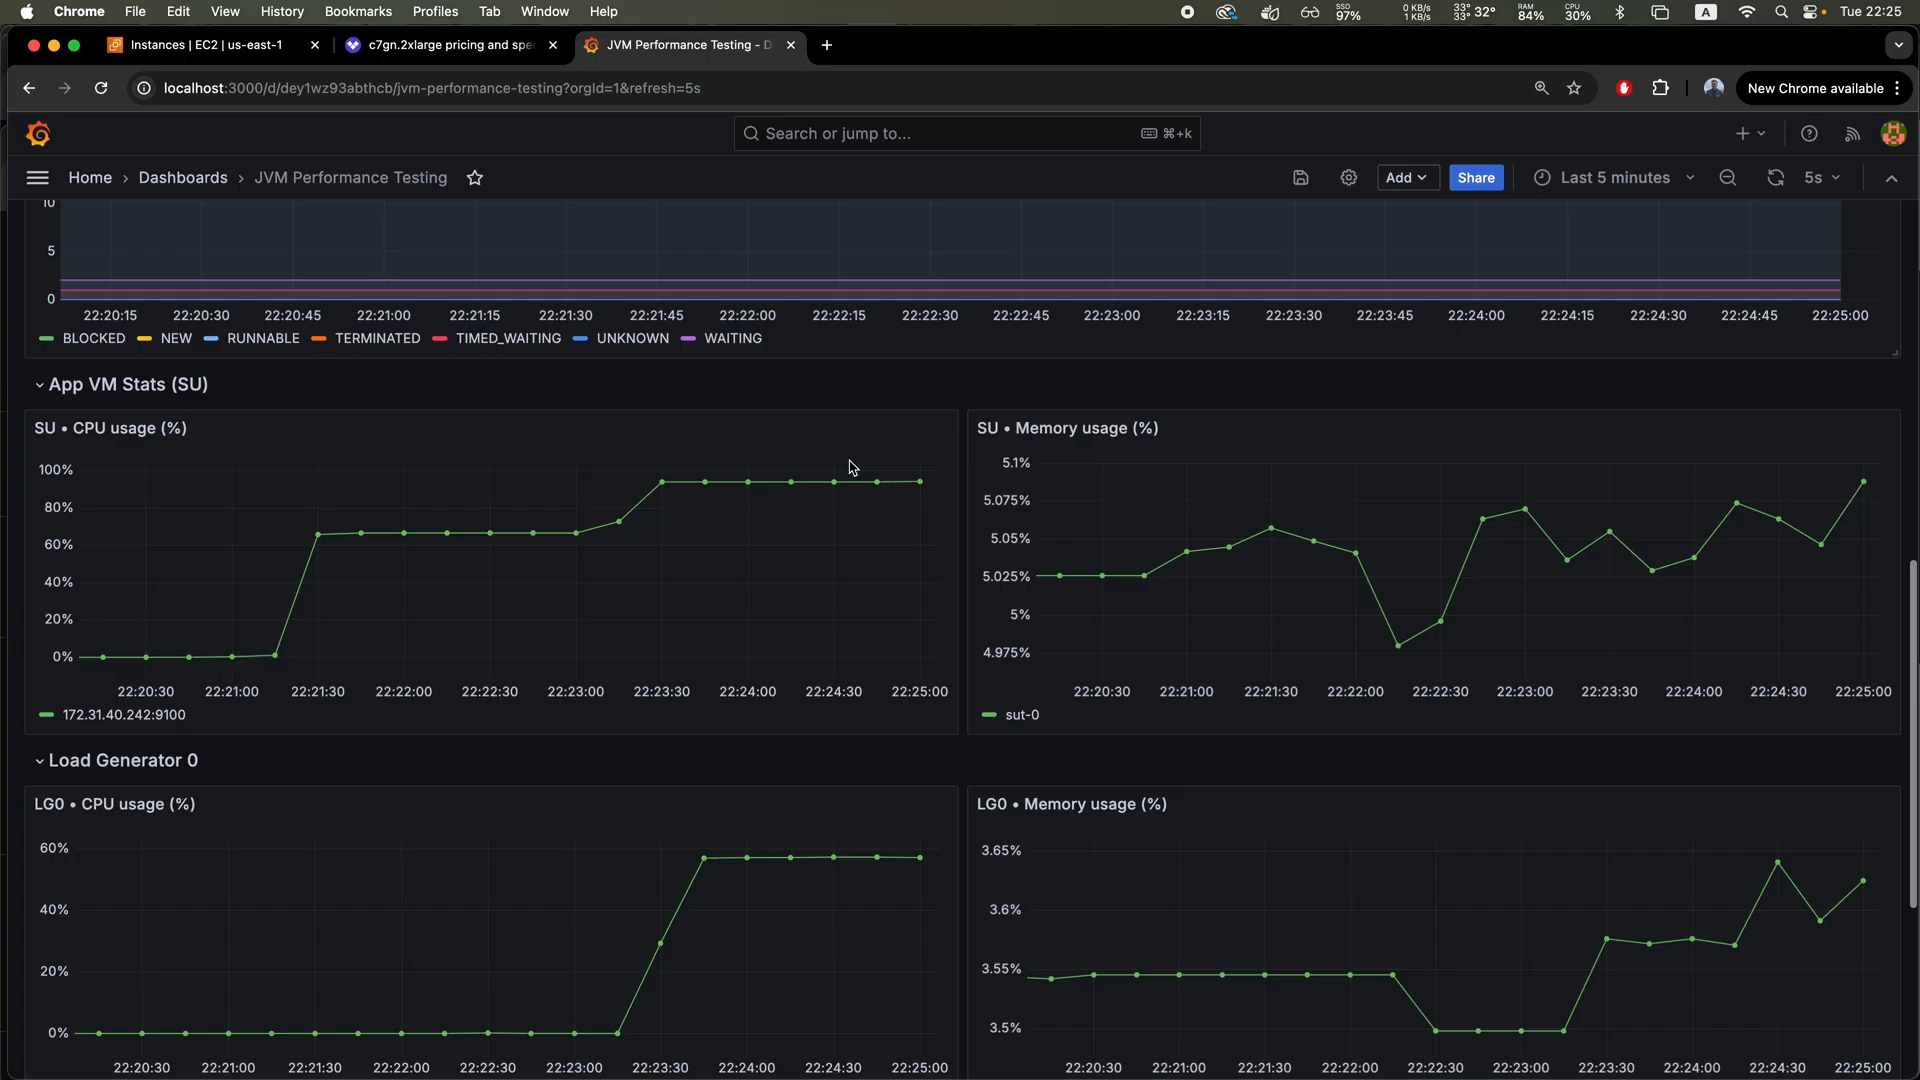 Chrome File Edit View History Bookmarks Profiles Tab Window Help SSD 97% 0 KB/s 1 KB/s 33° 33° 32° RAM 84% CPU 30% A Tue 22:25
Instances | EC2 | us-east-1 c7gn.2xlarge pricing and spe JVM Performance Testing - D
localhost:3000/d/dey1wz93abthcb/jvm-performance-testing?orgId=1&refresh=5s New Chrome available
Search or jump to... ⌘+k
Home › Dashboards › JVM Performance Testing Add Share Last 5 minutes 5s
10
5
0
22:20:15 22:20:30 22:20:45 22:21:00 22:21:15 22:21:30 22:21:45 22:22:00 22:22:15 22:22:30 22:22:45 22:23:00 22:23:15 22:23:30 22:23:45 22:24:00 22:24:15 22:24:30 22:24:45 22:25:00
BLOCKED NEW RUNNABLE TERMINATED TIMED_WAITING UNKNOWN WAITING
App VM Stats (SU)
SU • CPU usage (%)
100%
80%
60%
40%
20%
0%
22:20:30 22:21:00 22:21:30 22:22:00 22:22:30 22:23:00 22:23:30 22:24:00 22:24:30 22:25:00
172.31.40.242:9100
SU • Memory usage (%)
5.1%
5.075%
5.05%
5.025%
5%
4.975%
22:20:30 22:21:00 22:21:30 22:22:00 22:22:30 22:23:00 22:23:30 22:24:00 22:24:30 22:25:00
sut-0
Load Generator 0
LG0 • CPU usage (%)
60%
40%
20%
0%
22:20:30 22:21:00 22:21:30 22:22:00 22:22:30 22:23:00 22:23:30 22:24:00 22:24:30 22:25:00
LG0 • Memory usage (%)
3.65%
3.6%
3.55%
3.5%
22:20:30 22:21:00 22:21:30 22:22:00 22:22:30 22:23:00 22:23:30 22:24:00 22:24:30 22:25:00